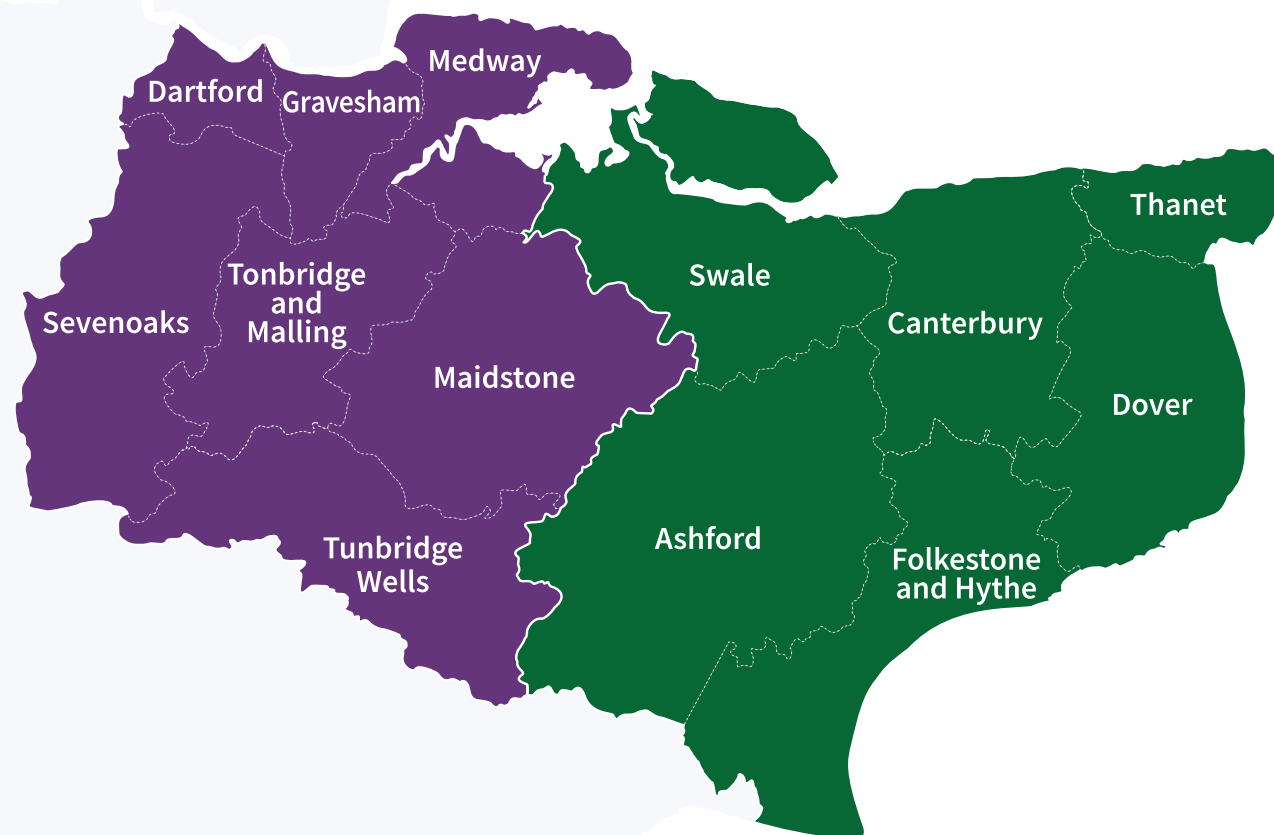 Medway
Dartford
Gravesham
Thanet
Tonbridge
and
Malling
Swale
Sevenoaks
Canterbury
Maidstone
Dover
Ashford
Tunbridge
Wells
Folkestone
and Hythe